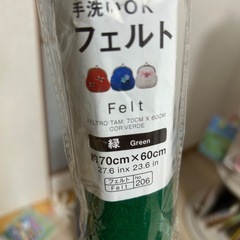 手洗いOK
フェルト
Felt
FELTRO TAM: 70CM X 60CM
COR:VERDE
緑 Green
約70cm×60cm
27.6 inx 23.6 in
フェルト No.
Felt 206